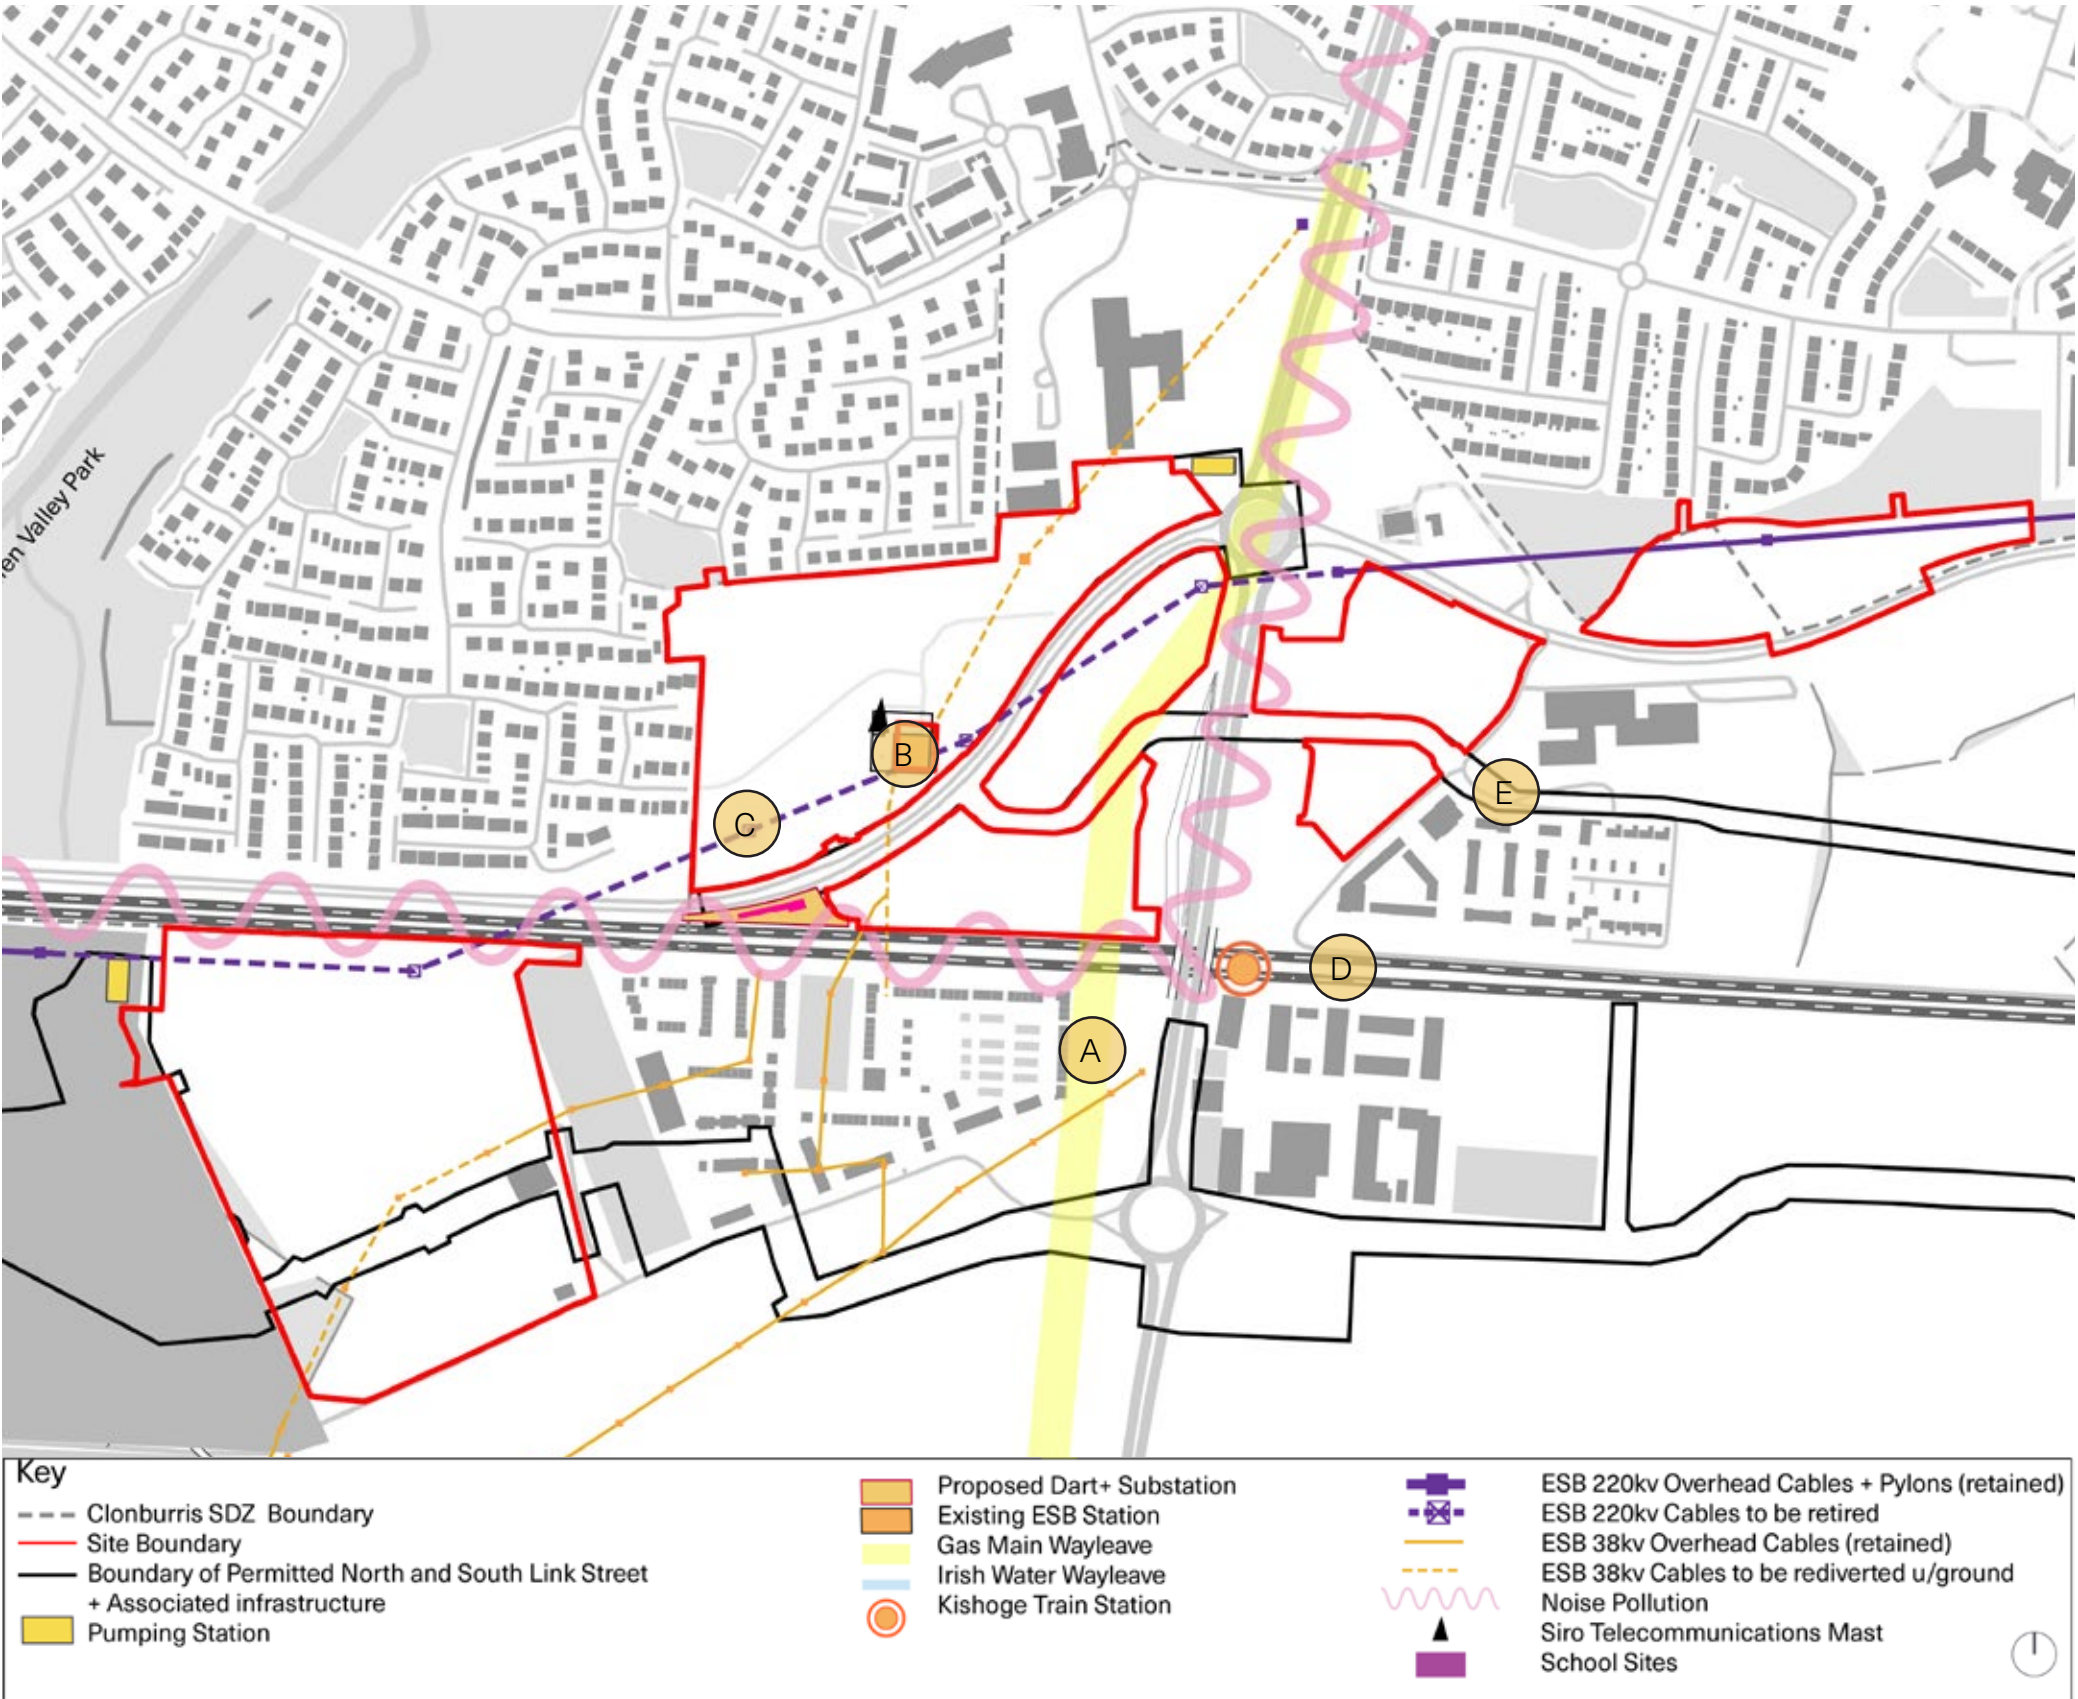 en Valley Park
B
C
E
D
A
Key
Clonburris SDZ Boundary
Site Boundary
Boundary of Permitted North and South Link Street
+ Associated infrastructure
Pumping Station
Proposed Dart+ Substation
Existing ESB Station
Gas Main Wayleave
Irish Water Wayleave
Kishoge Train Station
ESB 220kv Overhead Cables + Pylons (retained)
ESB 220kv Cables to be retired
ESB 38kv Overhead Cables (retained)
ESB 38kv Cables to be rediverted u/ground
Noise Pollution
Siro Telecommunications Mast
School Sites